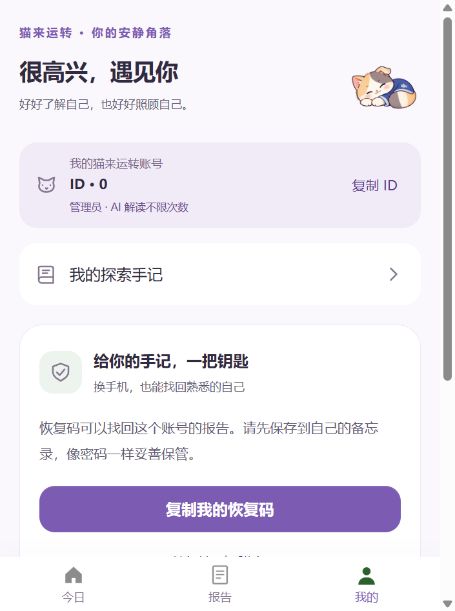 猫来运转 • 你的安静角落
很高兴，遇见你
好好了解自己，也好好照顾自己。
我的猫来运转账号
ID • 0
管理员 · AI 解读不限次数
复制 ID
我的探索手记
给你的手记，一把钥匙
换手机，也能找回熟悉的自己
恢复码可以找回这个账号的报告。请先保存到自己的备忘
录，像密码一样妥善保管。
复制我的恢复码
今日
报告
我的